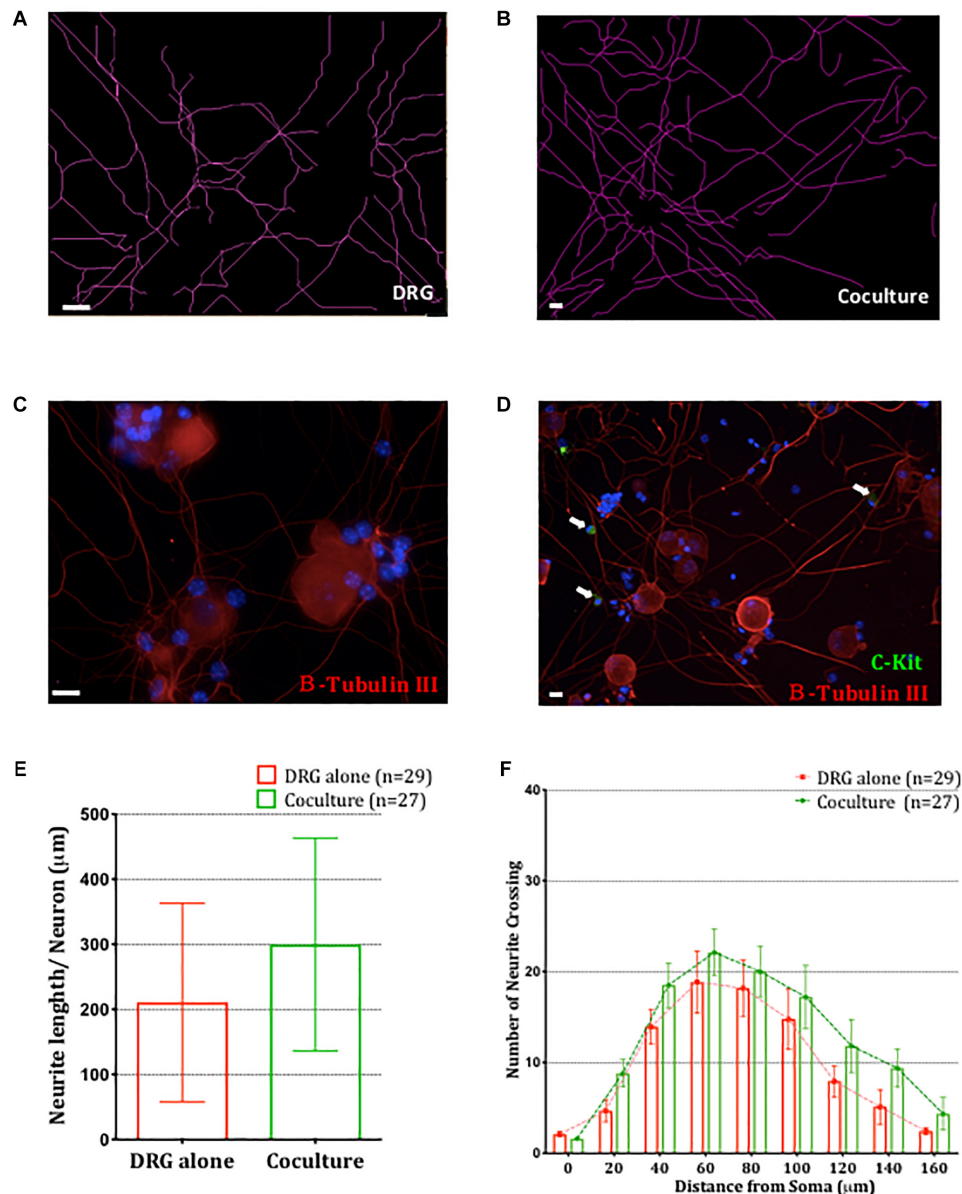 A
B
DRG
Coculture
C
D
B-Tubulin III
C-Kit
B-Tubulin III
E
F
DRG alone (n=29)
Coculture (n=27)
Neurite lenghth/ Neuron (μm)
500
400
300
200
100
0
DRG alone
Coculture
DRG alone (n=29)
Coculture (n=27)
Number of Neurite Crossing
40
30
20
10
0
0 20 40 60 80 100 120 140 160
Distance from Soma (μm)